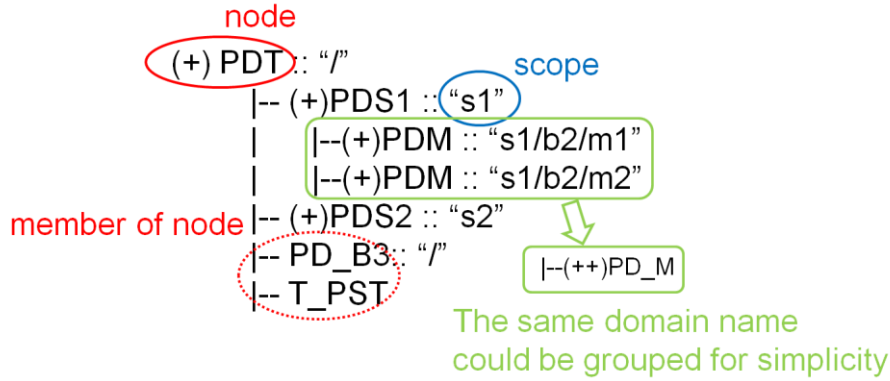 node
(+) PDT :: “/”
scope
|-- (+)PDS1 :: “s1”
| |--(+)PDM :: “s1/b2/m1”
| |--(+)PDM :: “s1/b2/m2”
member of node
|-- (+)PDS2 :: “s2”
|-- PD_B3:: “/”
|--(++)PD_M
|-- T_PST
The same domain name
could be grouped for simplicity